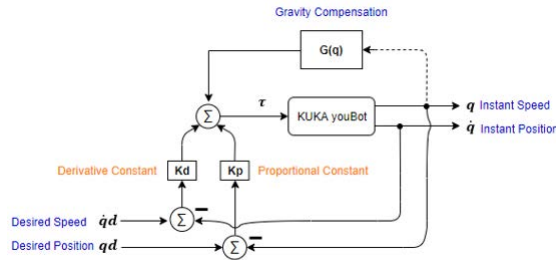 Gravity Compensation
G(q)
τ
KUKA youBot
q Instant Speed
q̇ Instant Position
Σ
Derivative Constant Kd Kp Proportional Constant
Desired Speed q̇d Σ −
Desired Position qd Σ −